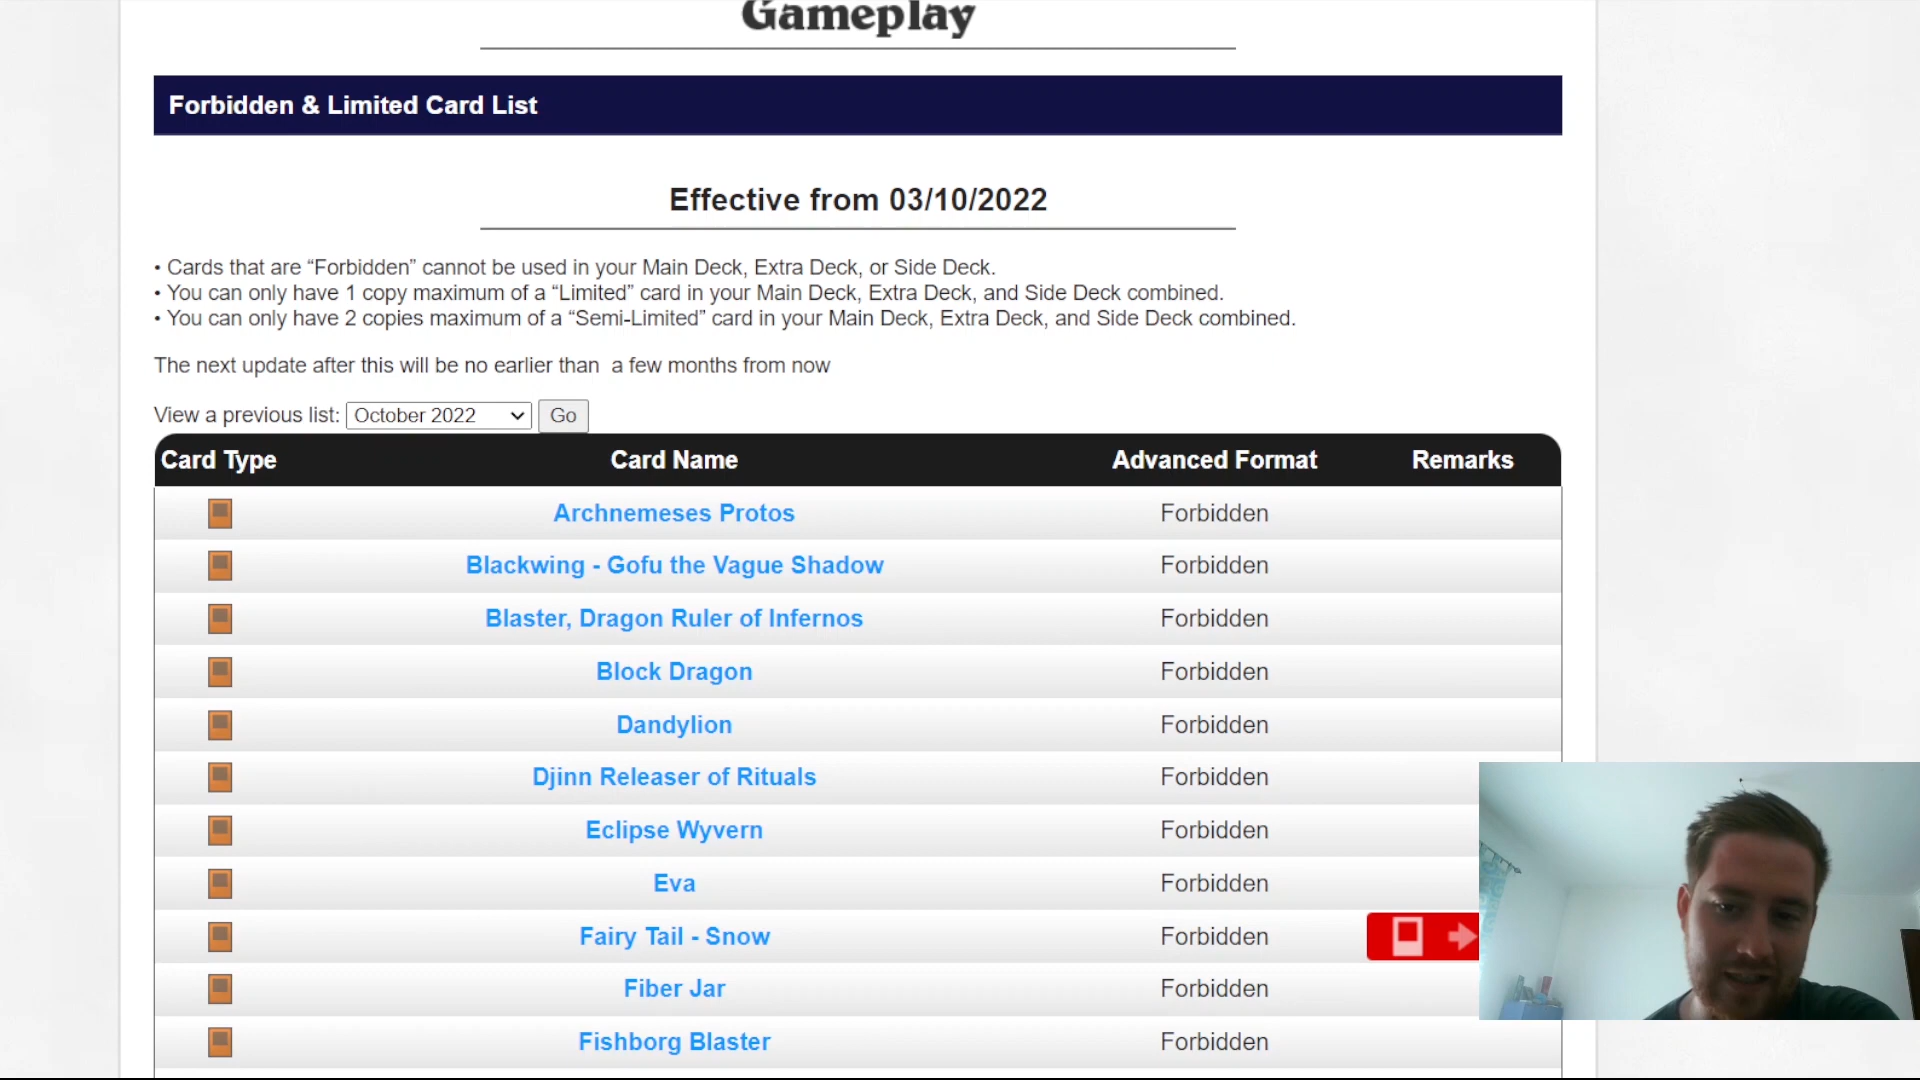 Gameplay
Forbidden & Limited Card List
Effective from 03/10/2022
• Cards that are “Forbidden” cannot be used in your Main Deck, Extra Deck, or Side Deck.
• You can only have 1 copy maximum of a “Limited” card in your Main Deck, Extra Deck, and Side Deck combined.
• You can only have 2 copies maximum of a “Semi-Limited” card in your Main Deck, Extra Deck, and Side Deck combined.
The next update after this will be no earlier than  a few months from now
View a previous list: October 2022 Go
Card Type Card Name Advanced Format Remarks
Archnemeses Protos Forbidden
Blackwing - Gofu the Vague Shadow Forbidden
Blaster, Dragon Ruler of Infernos Forbidden
Block Dragon Forbidden
Dandylion Forbidden
Djinn Releaser of Rituals Forbidden
Eclipse Wyvern Forbidden
Eva Forbidden
Fairy Tail - Snow Forbidden
Fiber Jar Forbidden
Fishborg Blaster Forbidden